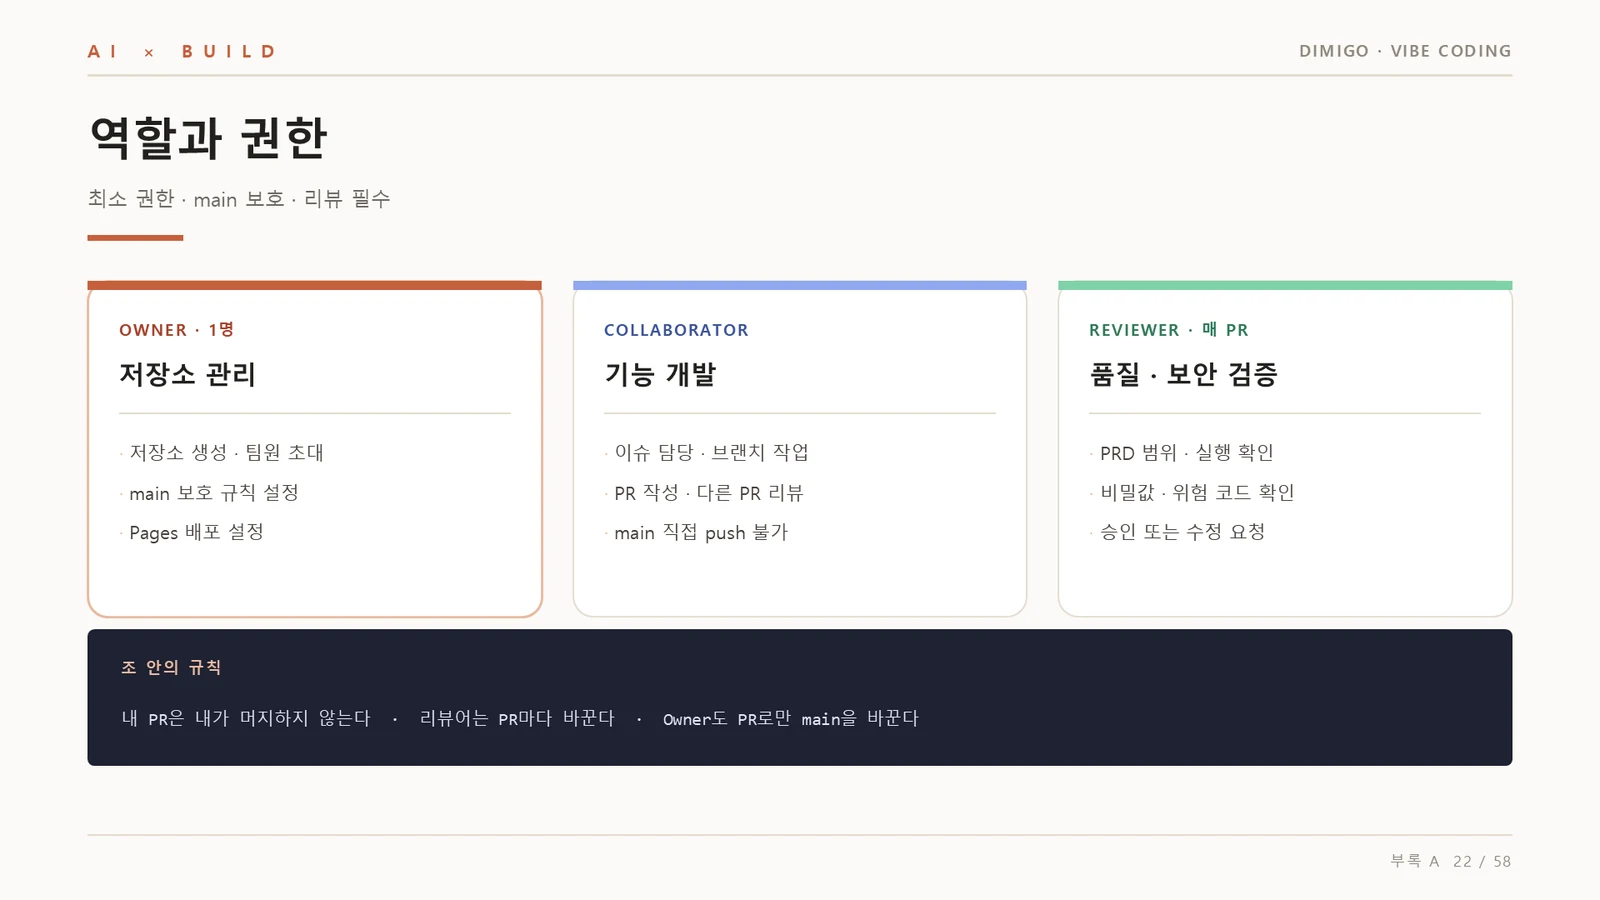 AI × BUILD
DIMIGO · VIBE CODING
역할과 권한
최소 권한 · main 보호 · 리뷰 필수
OWNER · 1명
저장소 관리
· 저장소 생성 · 팀원 초대
· main 보호 규칙 설정
· Pages 배포 설정
COLLABORATOR
기능 개발
· 이슈 담당 · 브랜치 작업
· PR 작성 · 다른 PR 리뷰
· main 직접 push 불가
REVIEWER · 매 PR
품질 · 보안 검증
· PRD 범위 · 실행 확인
· 비밀값 · 위험 코드 확인
· 승인 또는 수정 요청
조 안의 규칙
내 PR은 내가 머지하지 않는다 · 리뷰어는 PR마다 바꾼다 · Owner도 PR로만 main을 바꾼다
부록 A 22 / 58